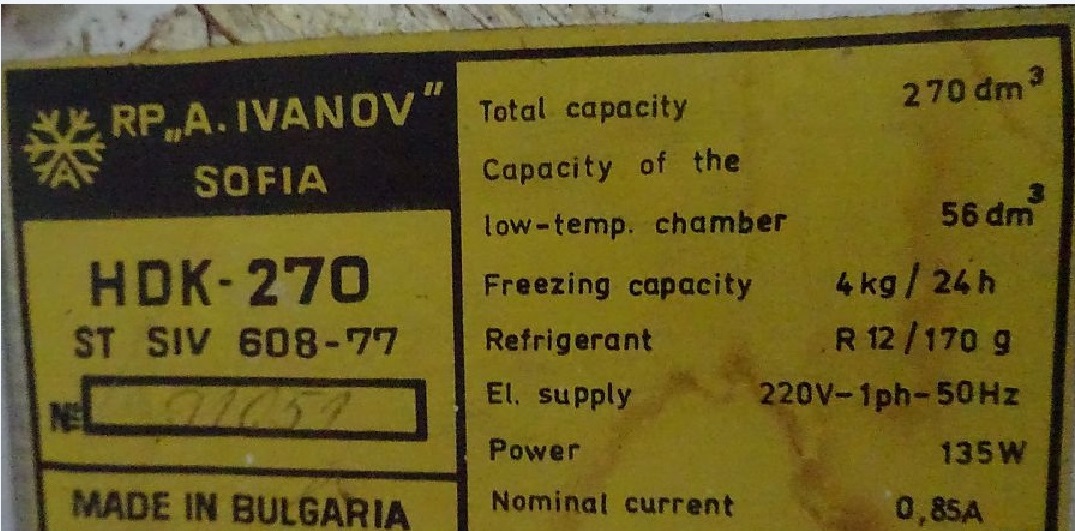 RP„A. IVANOV"
SOFIA
HDK-270
ST SIV 608-77
№
MADE IN BULGARIA
Total capacity 270 dm³
Capacity of the
low-temp. chamber 56 dm³
Freezing capacity 4 kg / 24 h
Refrigerant R 12 / 170 g
El. supply 220V-1ph-50Hz
Power 135W
Nominal current 0,85A